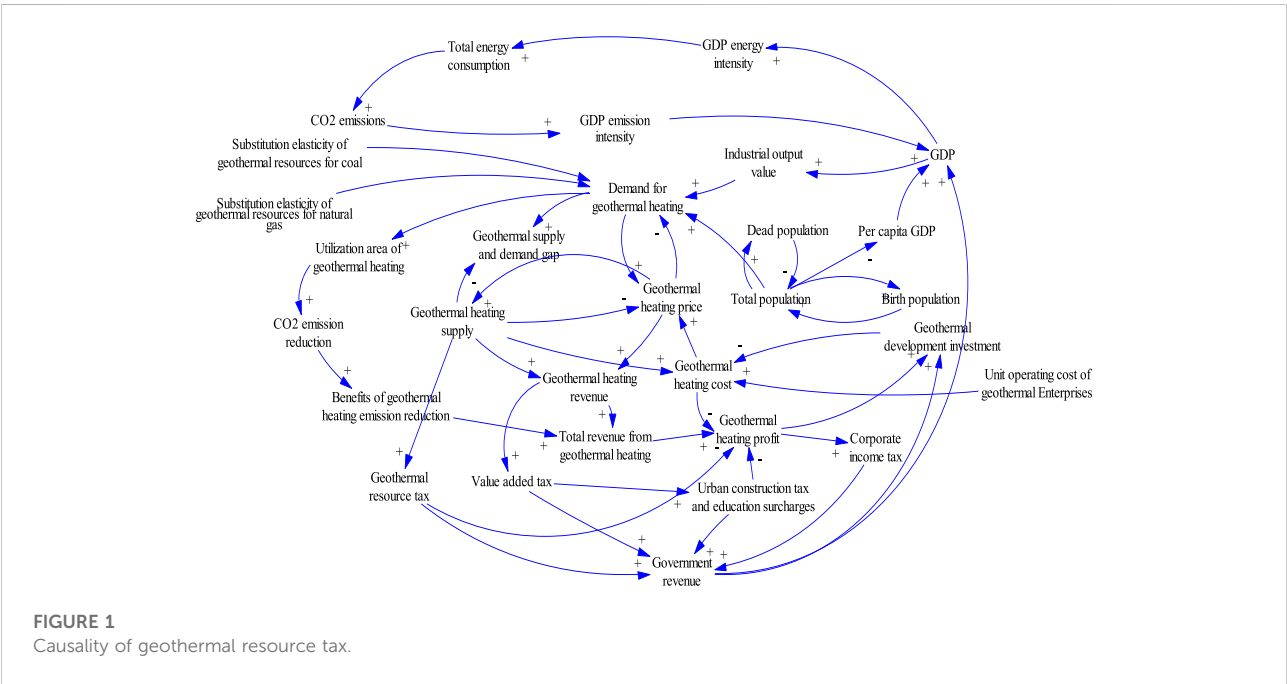 Total energy
consumption
GDP energy
intensity
CO2 emissions
GDP emission
intensity
Substitution elasticity of
geothermal resources for coal
Industrial output
value
GDP
Substitution elasticity of
geothermal resources for natural
gas
Demand for
geothermal heating
Dead population
Per capita GDP
Utilization area of
geothermal heating
Geothermal supply
and demand gap
Geothermal
heating price
Total population
Birth population
CO2 emission
reduction
Geothermal heating
supply
Geothermal
development investment
Geothermal heating
revenue
Geothermal
heating cost
Unit operating cost of
geothermal Enterprises
Benefits of geothermal
heating emission reduction
Total revenue from
geothermal heating
Geothermal
heating profit
Corporate
income tax
Geothermal
resource tax
Value added tax
Urban construction tax
and education surcharges
Government
revenue
FIGURE 1
Causality of geothermal resource tax.